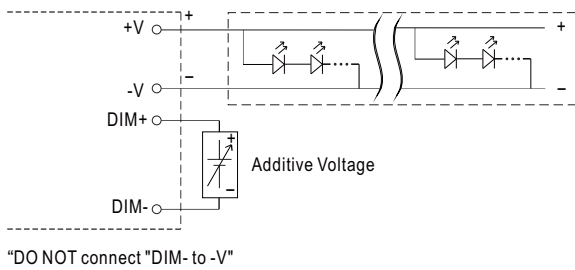 +V + +
-V − −
DIM+
+
Additive Voltage
−
DIM-
“DO NOT connect "DIM- to -V"